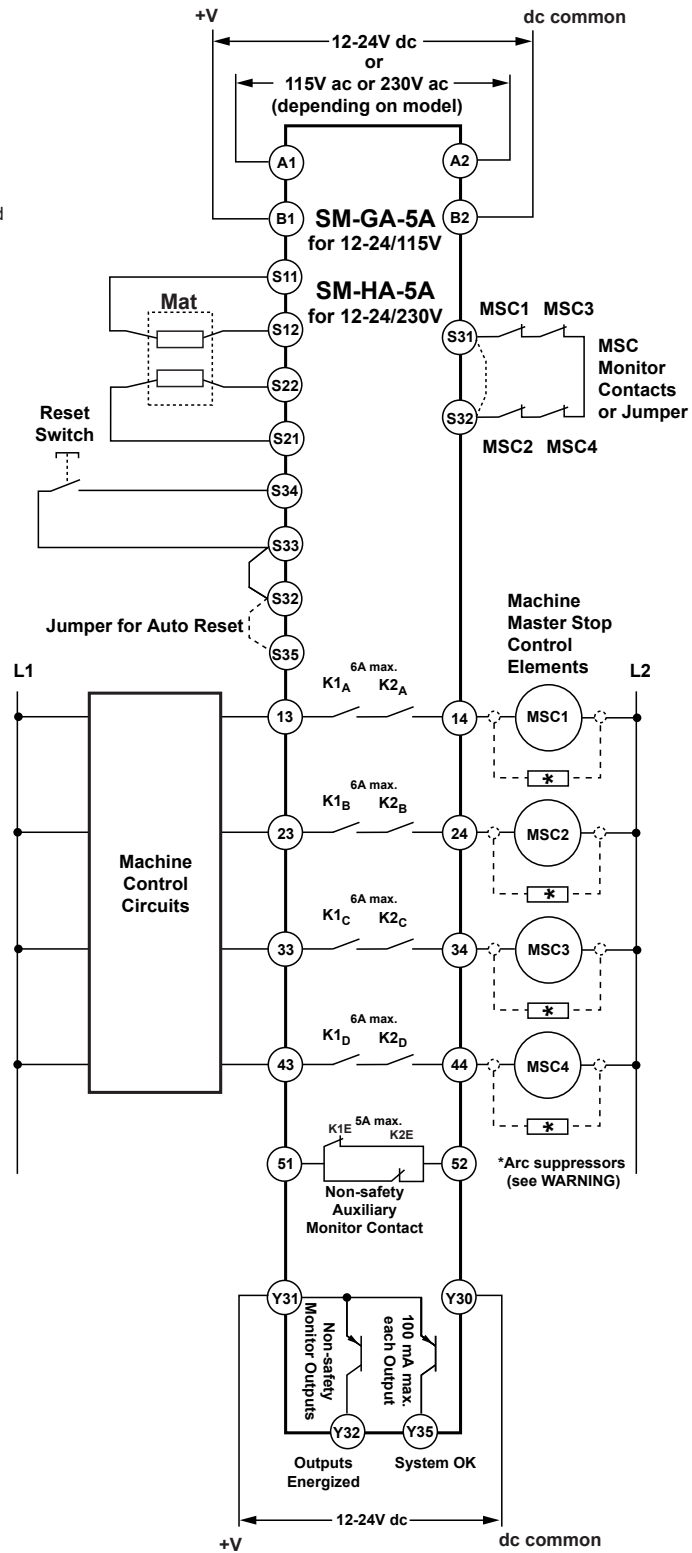 +V
dc common
12-24V dc
or
115V ac or 230V ac
(depending on model)
A1
A2
d
B1
SM-GA-5A
B2
for 12-24/115V
S11
SM-HA-5A
for 12-24/230V
Mat
S12
MSC1 MSC3
S31
MSC
Monitor
Contacts
or Jumper
S22
Reset
Switch
S32
MSC2 MSC4
S21
S34
S33
S32
Jumper for Auto Reset
S35
Machine
Master Stop
Control
Elements
L1
L2
6A max.
K1A K2A
13
14
MSC1
*
6A max.
K1B K2B
23
24
MSC2
*
Machine
Control
Circuits
6A max.
K1C K2C
33
34
MSC3
*
6A max.
K1D K2D
43
44
MSC4
*
5A max.
K1E K2E
51
52
Non-safety
Auxiliary
Monitor Contact
*Arc suppressors
(see WARNING)
Y31
Y30
Non-safety
Monitor Outputs
100 mA max.
each Output
Y32
Y35
Outputs
Energized
System OK
12-24V dc
+V
dc common